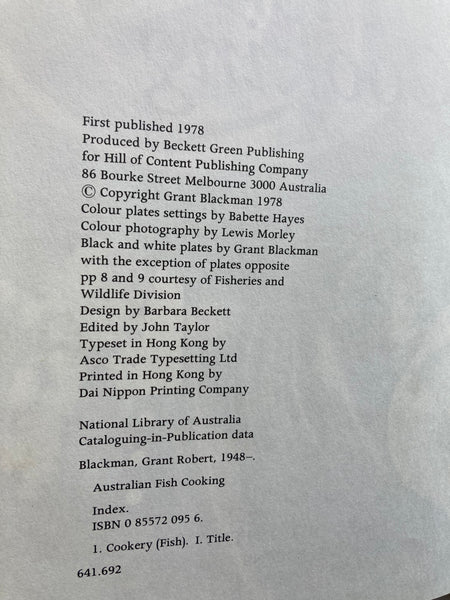 First published 1978
Produced by Beckett Green Publishing
for Hill of Content Publishing Company
86 Bourke Street Melbourne 3000 Australia
© Copyright Grant Blackman 1978
Colour plates settings by Babette Hayes
Colour photography by Lewis Morley
Black and white plates by Grant Blackman
with the exception of plates opposite
pp 8 and 9 courtesy of Fisheries and
Wildlife Division
Design by Barbara Beckett
Edited by John Taylor
Typeset in Hong Kong by
Asco Trade Typesetting Ltd
Printed in Hong Kong by
Dai Nippon Printing Company
National Library of Australia
Cataloguing-in-Publication data
Blackman, Grant Robert, 1948–.
Australian Fish Cooking
Index.
ISBN 0 85572 095 6.
1. Cookery (Fish). I. Title.
641.692